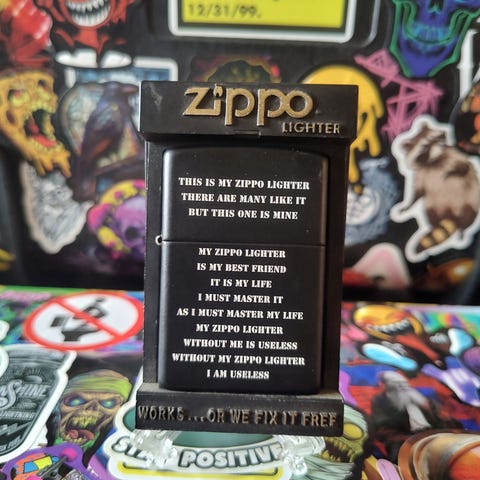 12/31/99.
zippo
LIGHTER
THIS IS MY ZIPPO LIGHTER
THERE ARE MANY LIKE IT
BUT THIS ONE IS MINE
MY ZIPPO LIGHTER
IS MY BEST FRIEND
IT IS MY LIFE
I MUST MASTER IT
AS I MUST MASTER MY LIFE
MY ZIPPO LIGHTER
WITHOUT ME IS USELESS
WITHOUT MY ZIPPO LIGHTER
I AM USELESS
WORKS...OR WE FIX IT FREE
POSITIVE